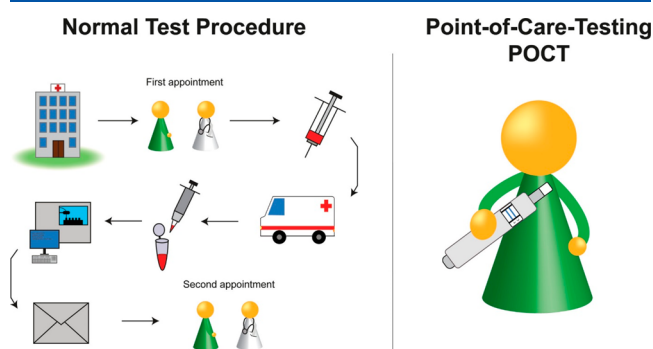 Normal Test Procedure
Point-of-Care-Testing
POCT
First appointment
Second appointment